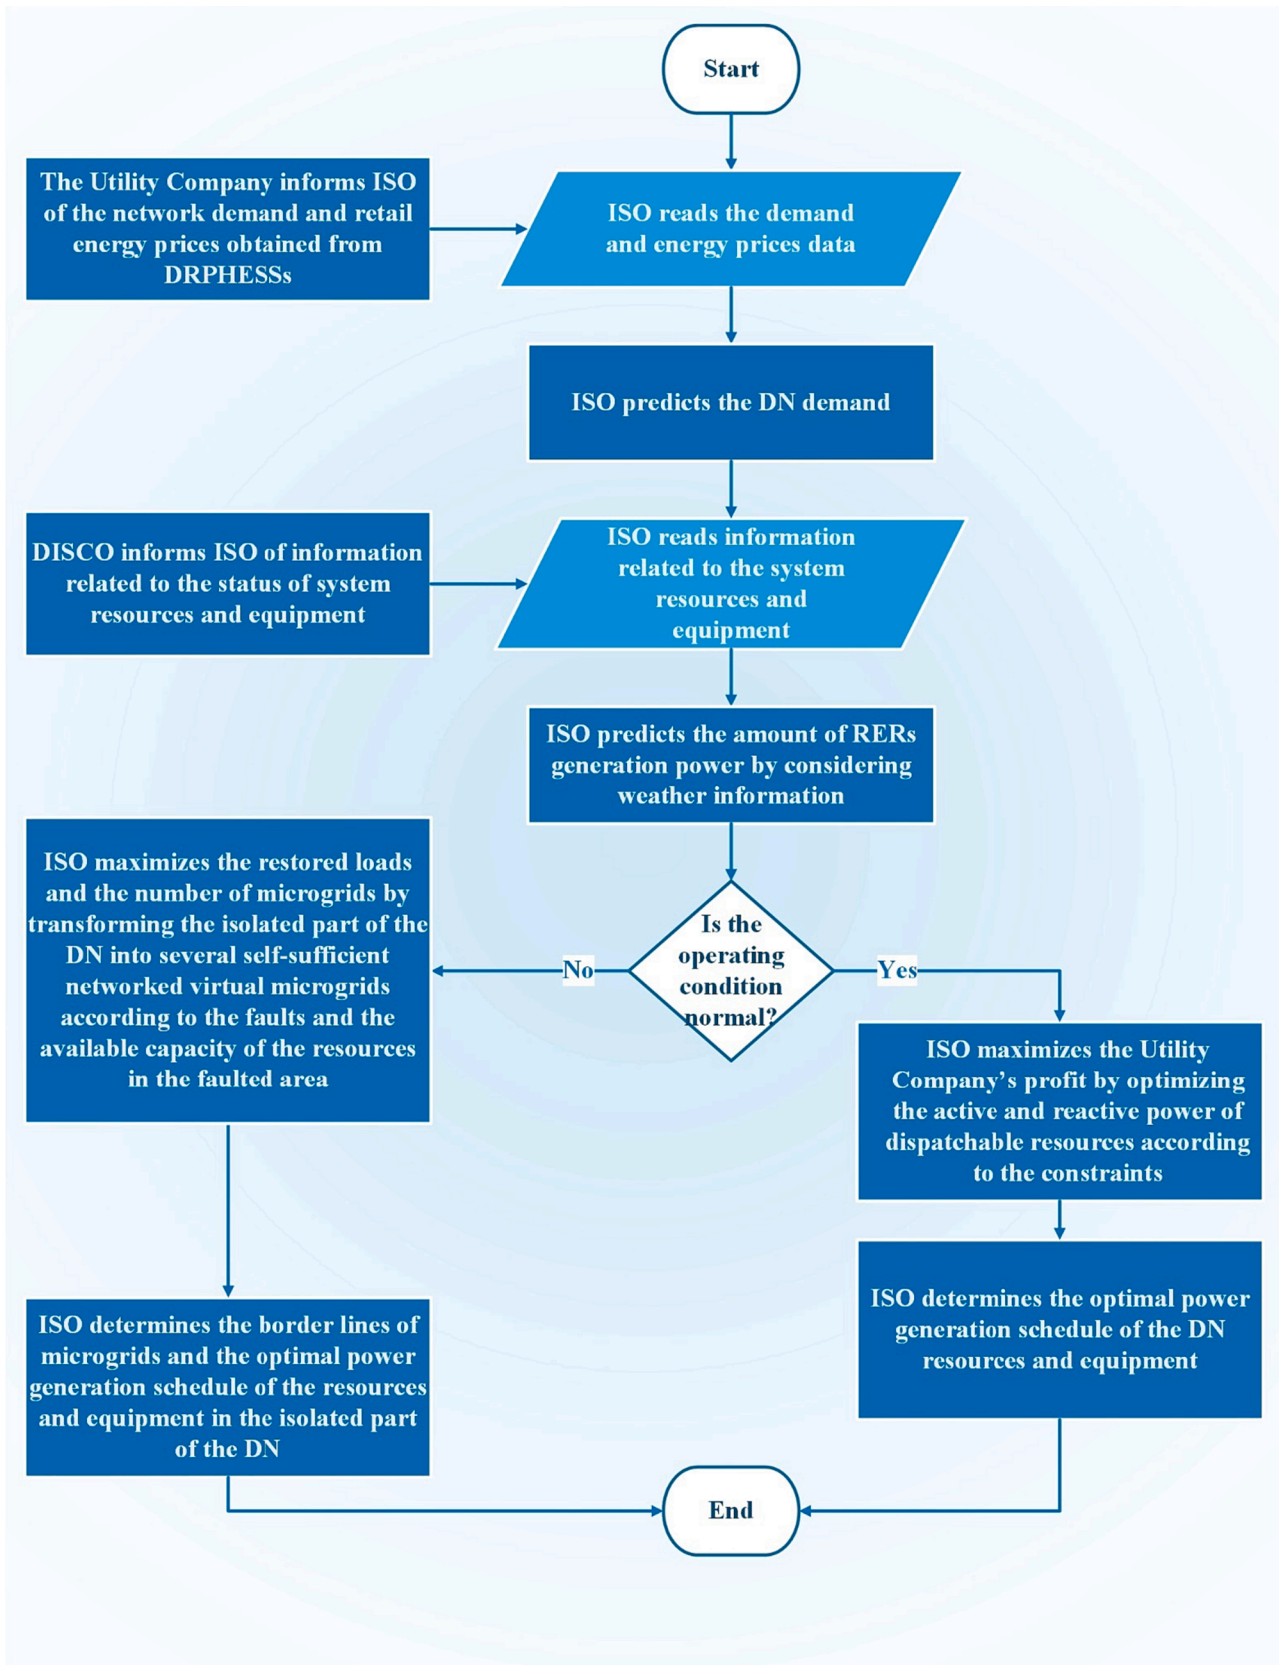 Start
The Utility Company informs ISO
of the network demand and retail
energy prices obtained from
DRPHESSs
ISO reads the demand
and energy prices data
ISO predicts the DN demand
DISCO informs ISO of information
related to the status of system
resources and equipment
ISO reads information
related to the system
resources and
equipment
ISO predicts the amount of RERs
generation power by considering
weather information
Is the
operating
condition
normal?
No
Yes
ISO maximizes the restored loads
and the number of microgrids by
transforming the isolated part of the
DN into several self-sufficient
networked virtual microgrids
according to the faults and the
available capacity of the resources
in the faulted area
ISO maximizes the Utility
Company’s profit by optimizing
the active and reactive power of
dispatchable resources according
to the constraints
ISO determines the border lines of
microgrids and the optimal power
generation schedule of the resources
and equipment in the isolated part
of the DN
ISO determines the optimal power
generation schedule of the DN
resources and equipment
End